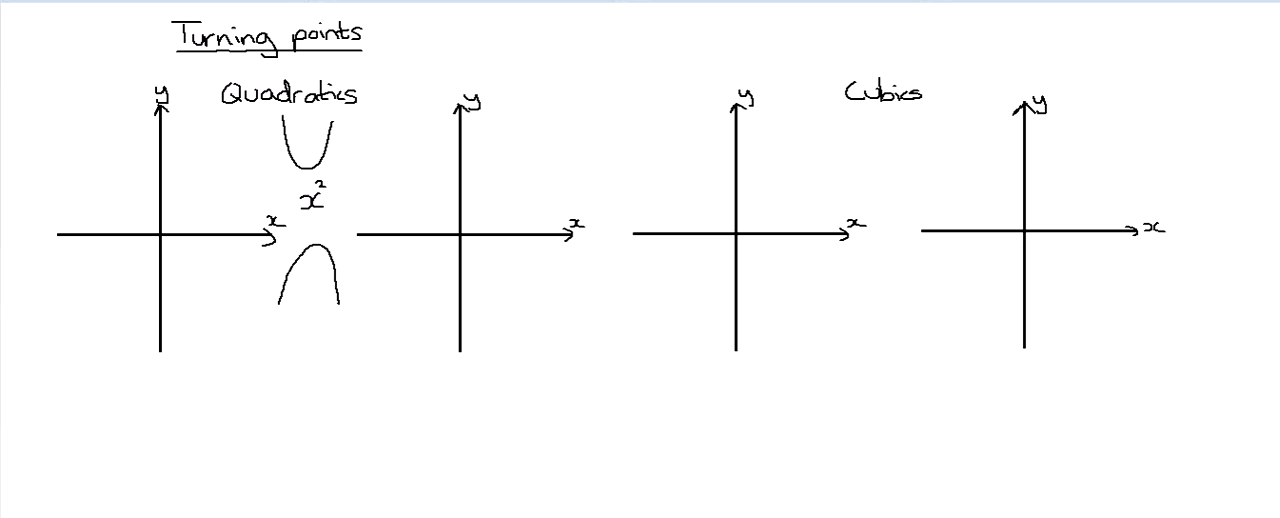 Turning points
Quadratics
Cubics
y
y
y
y
x²
x
x
x
x